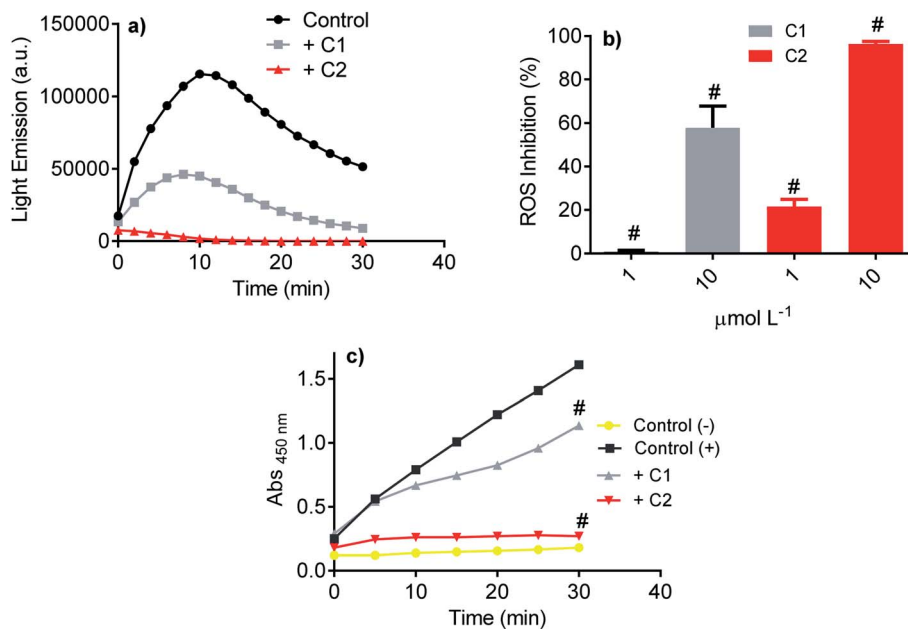 a)
Control
+ C1
+ C2
Light Emission (a.u.)
150000
100000
50000
0
0 10 20 30 40
Time (min)
b)
C1
C2
ROS Inhibition (%)
100
80
60
40
20
0
# # # #
1 10 1 10
μmol L-1
c)
Abs 450 nm
1.5
1.0
0.5
0.0
#
#
Control (-)
Control (+)
+ C1
+ C2
0 10 20 30 40
Time (min)